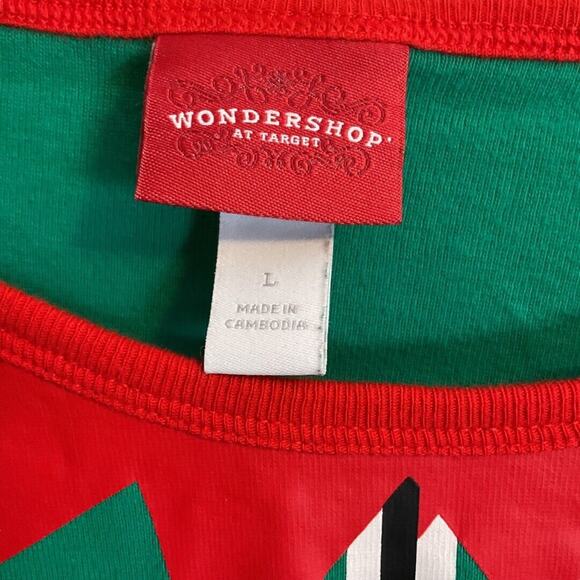 WONDERSHOP
AT TARGET
L
MADE IN
CAMBODIA